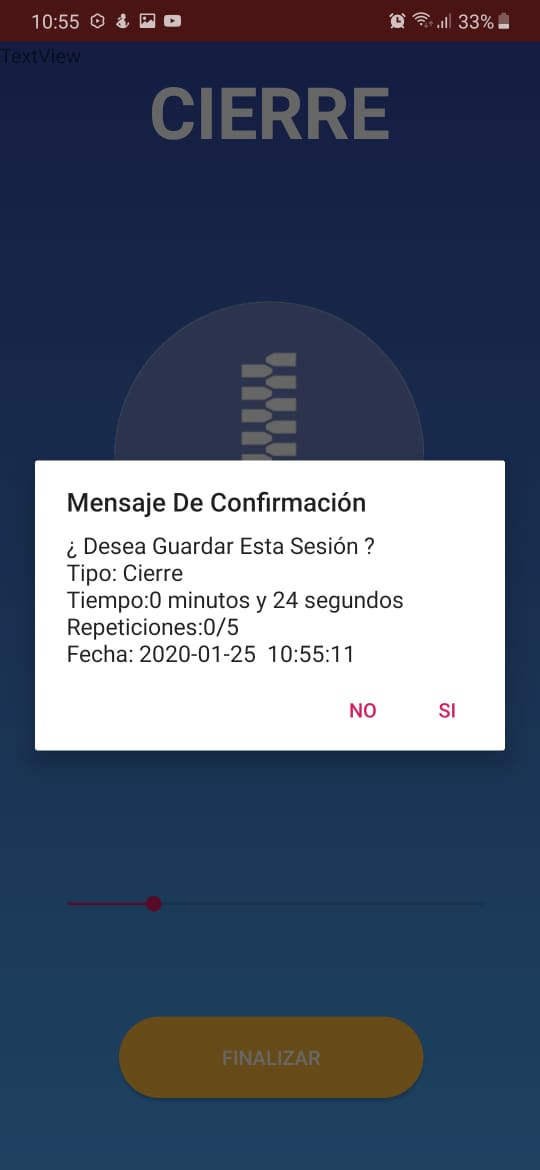 10:55
33%
TextView
CIERRE
Mensaje De Confirmación
¿ Desea Guardar Esta Sesión ?
Tipo: Cierre
Tiempo:0 minutos y 24 segundos
Repeticiones:0/5
Fecha: 2020-01-25  10:55:11
NO
SI
FINALIZAR